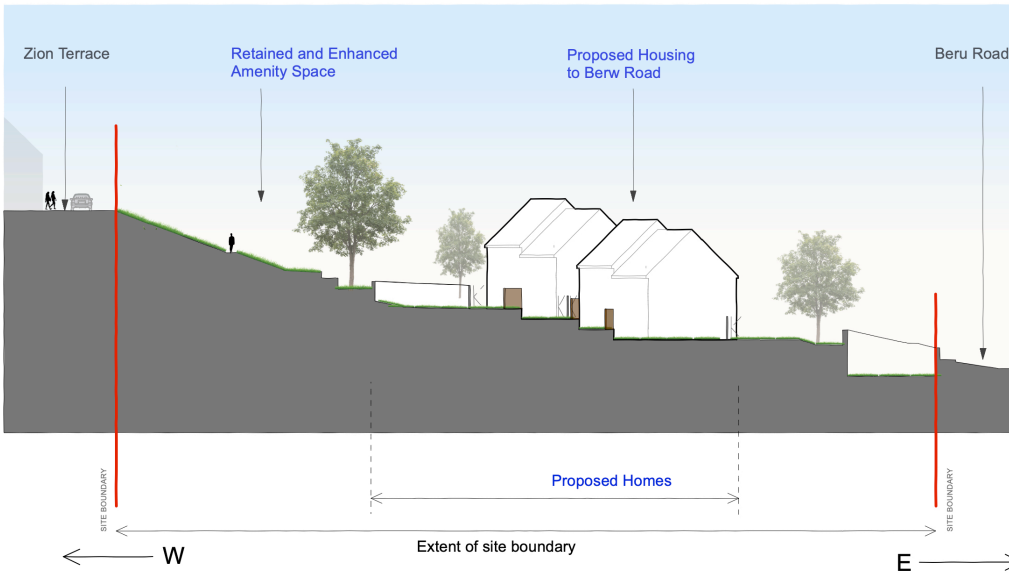 Zion Terrace
Retained and Enhanced
Amenity Space
Proposed Housing
to Berw Road
Beru Road
SITE BOUNDARY
SITE BOUNDARY
Proposed Homes
Extent of site boundary
W
E